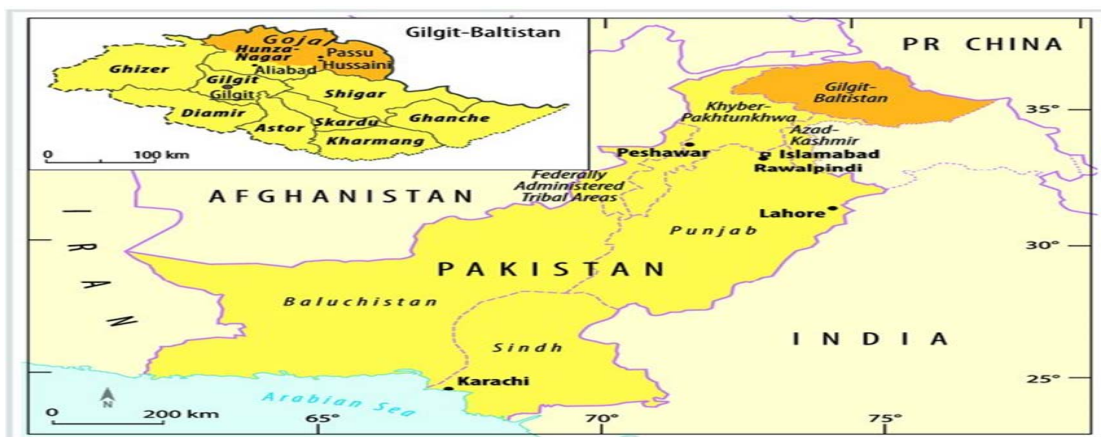 Gilgit-Baltistan
Goja
Hunza-
Nagar
Passu
Hussaini
Ghizer
Aliabad
Gilgit
Gilgit
Shigar
Diamir
Skardu
Ghanche
Astor
Kharmang
0 100 km
PR CHINA
Gilgit-
Baltistan
35°
Khyber-
Pakhtunkhwa
Azad-
Kashmir
Peshawar
Islamabad
Rawalpindi
Federally
Administered
Tribal Areas
AFGHANISTAN
Lahore
Punjab
IRAN
30°
PAKISTAN
Baluchistan
INDIA
Sindh
Karachi
25°
Arabian Sea
N
0 200 km
65°
70°
75°